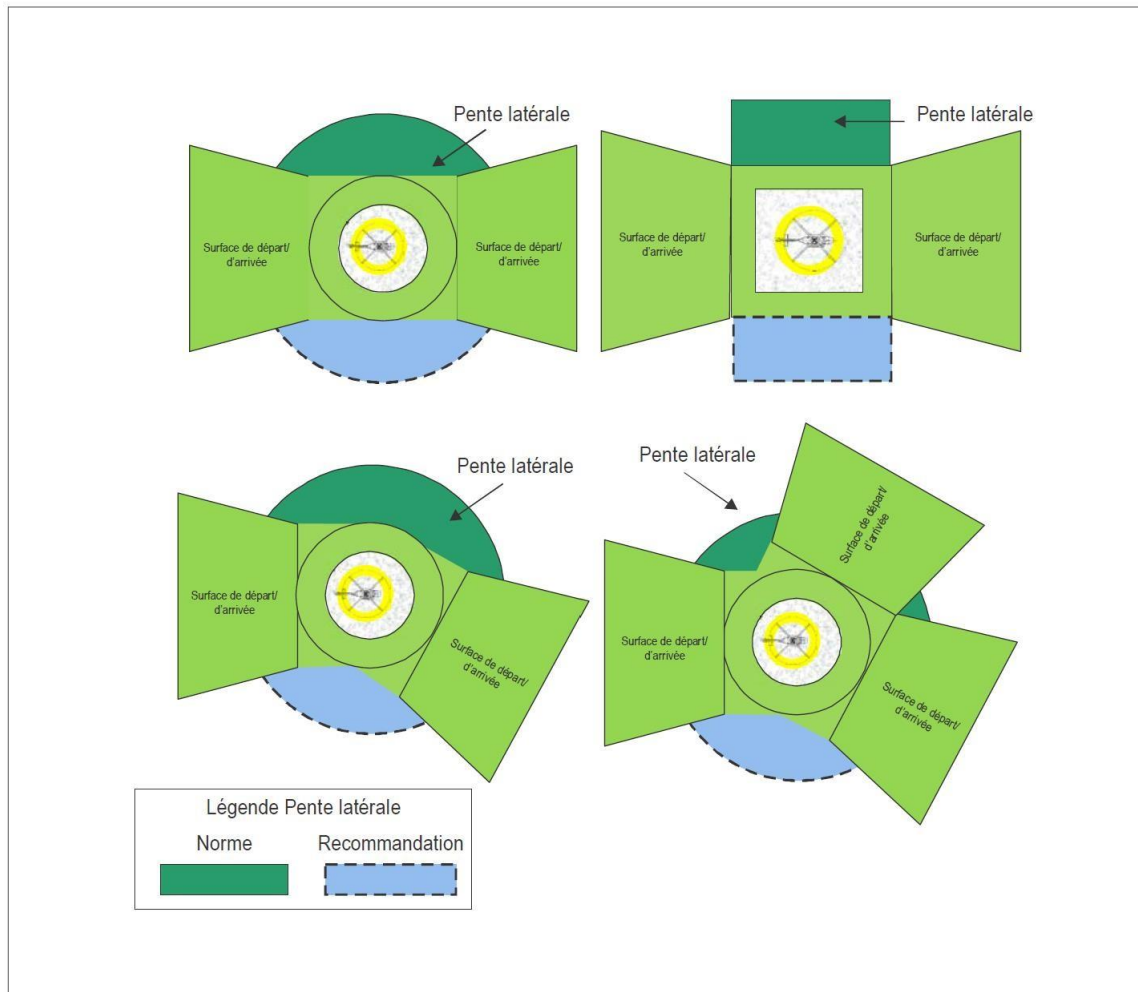 Pente latérale
Pente latérale
Surface de départ/
d'arrivée
Surface de départ/
d'arrivée
Surface de départ/
d'arrivée
Surface de départ/
d'arrivée
Pente latérale
Pente latérale
Surface de départ/
d'arrivée
Surface de départ/
d'arrivée
Surface de départ/
d'arrivée
Surface de départ/
d'arrivée
Surface de départ/
d'arrivée
Légende Pente latérale
Norme
Recommandation